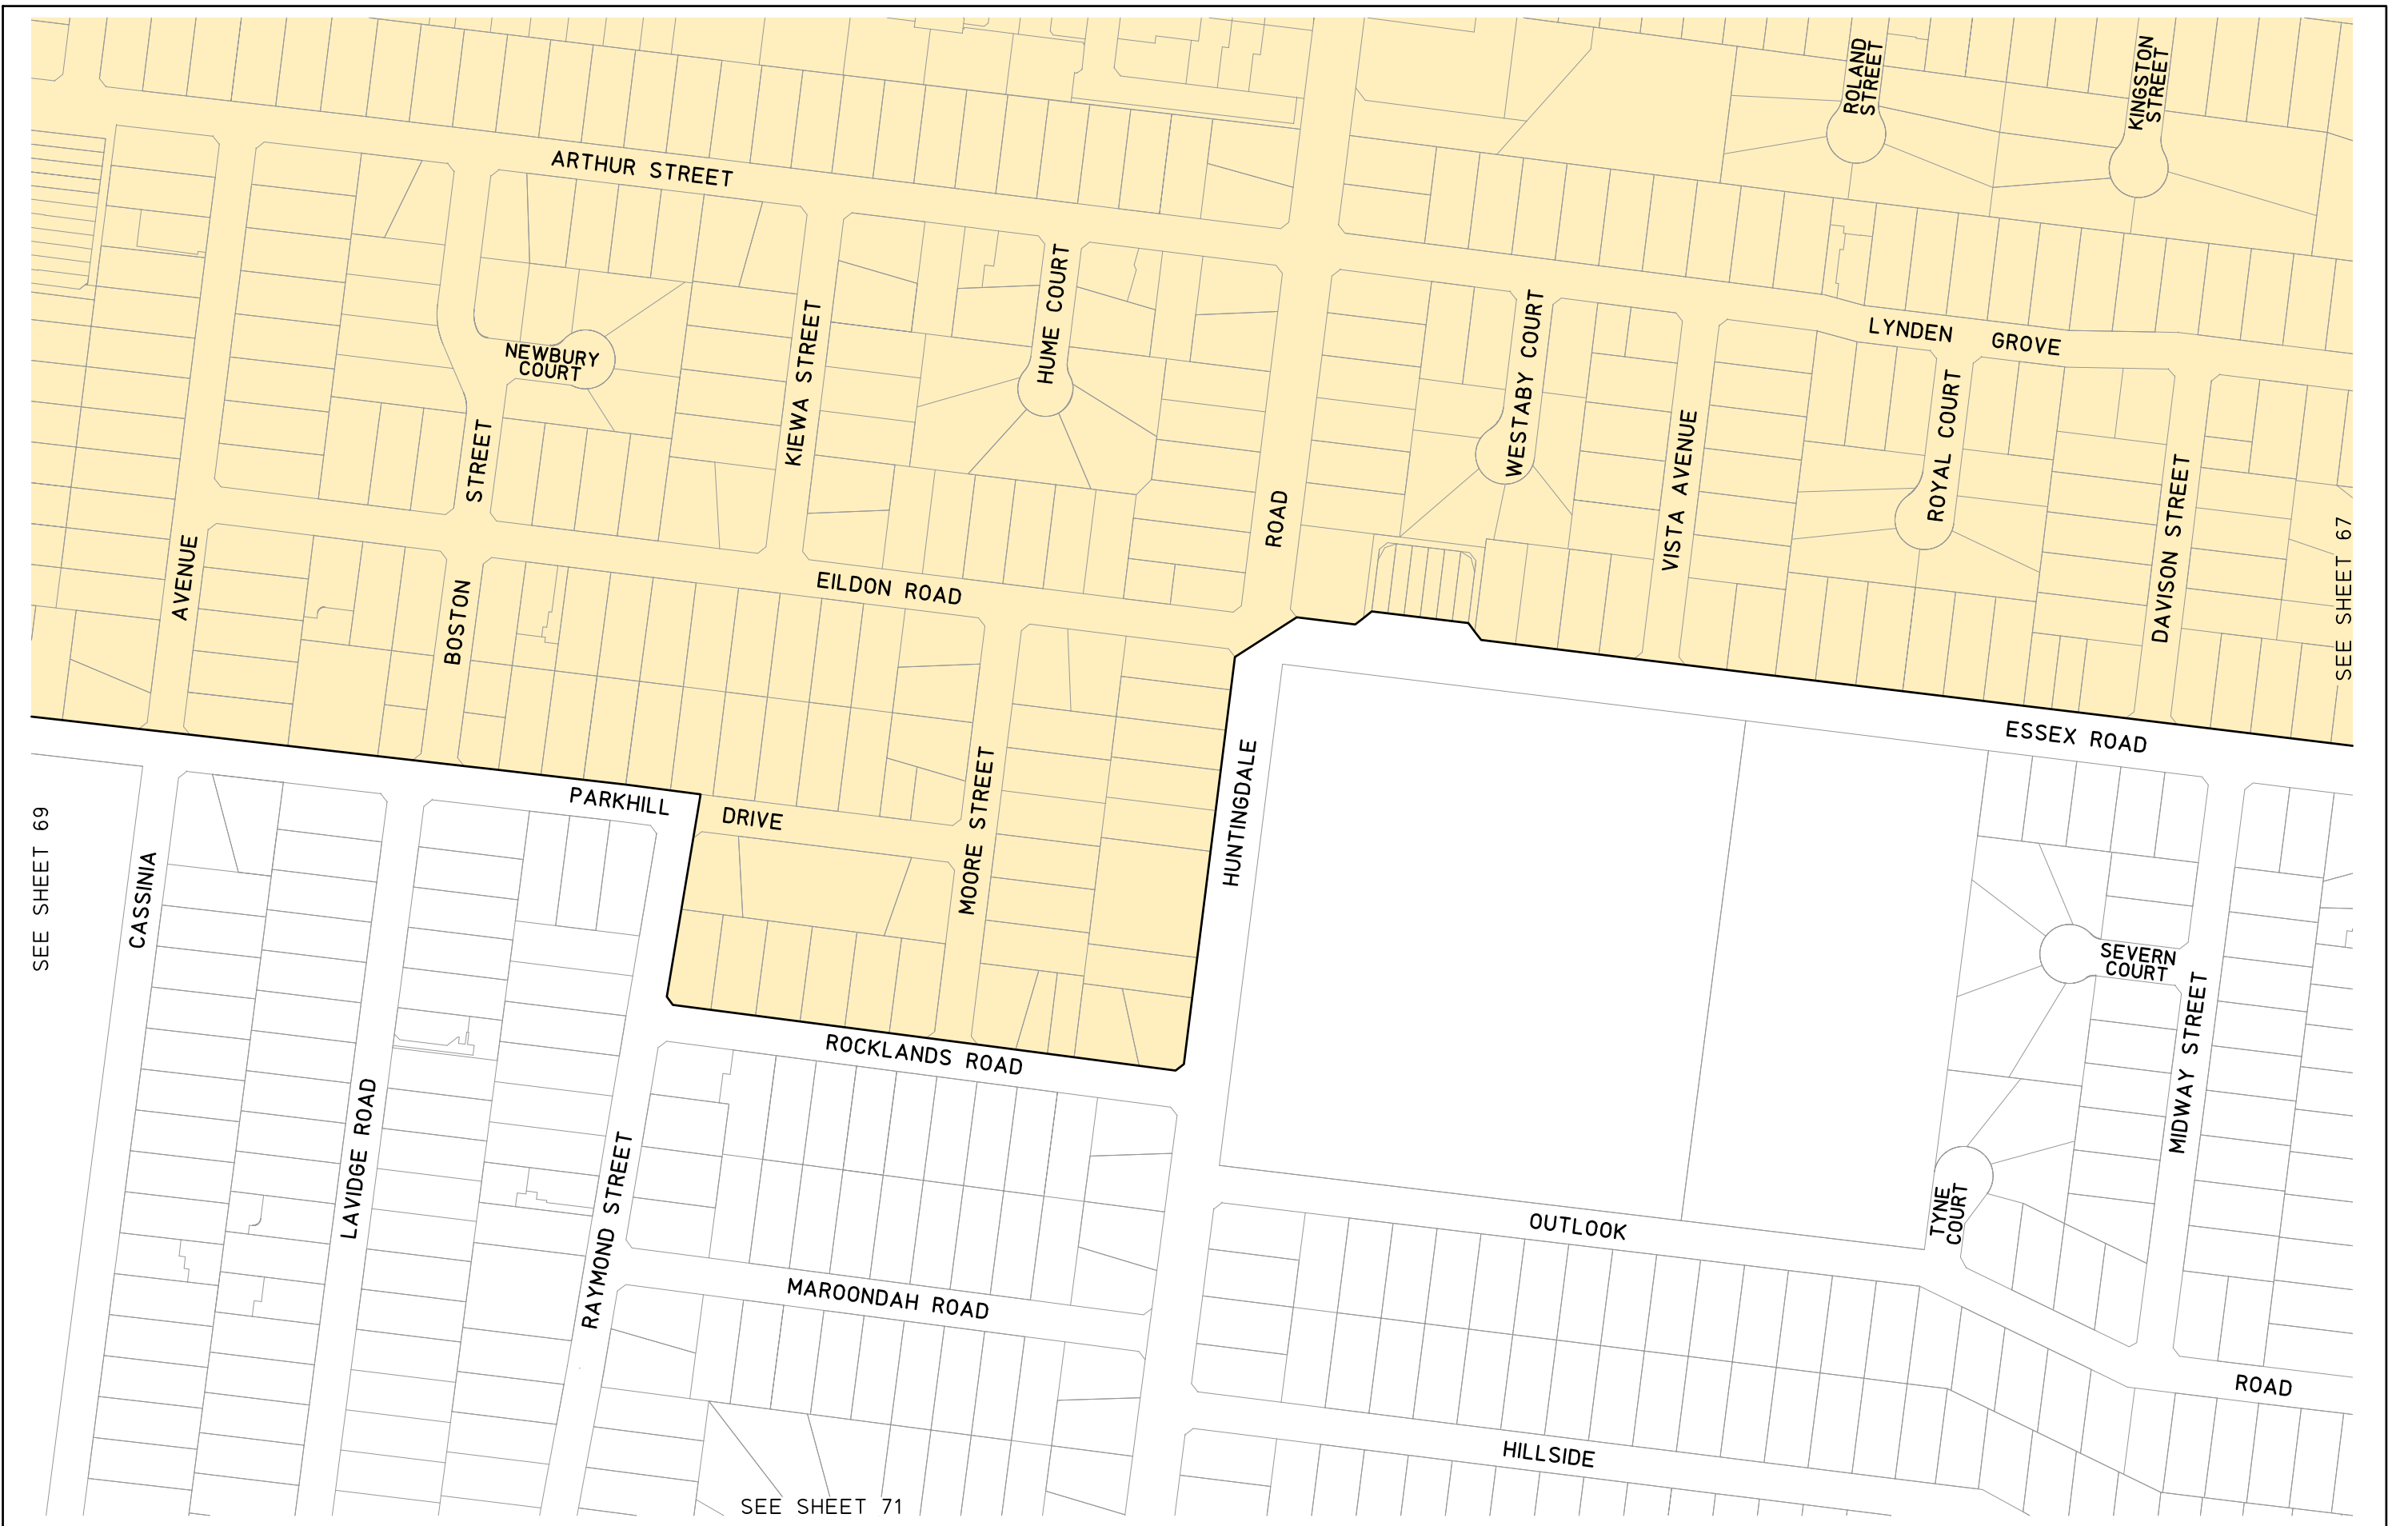 ROLAND
STREET
KINGSTON
STREET
ARTHUR STREET
HUME COURT
WESTABY COURT
LYNDEN GROVE
NEWBURY
COURT
KIEWA STREET
ROYAL COURT
VISTA AVENUE
STREET
DAVISON STREET
ROAD
SEE SHEET 67
AVENUE
EILDON ROAD
BOSTON
ESSEX ROAD
HUNTINGDALE
MOORE STREET
PARKHILL
DRIVE
SEE SHEET 69
CASSINIA
SEVERN
COURT
MIDWAY STREET
ROCKLANDS ROAD
LAVIDGE ROAD
RAYMOND STREET
TYNE
COURT
OUTLOOK
MAROONDAH ROAD
ROAD
HILLSIDE
SEE SHEET 71